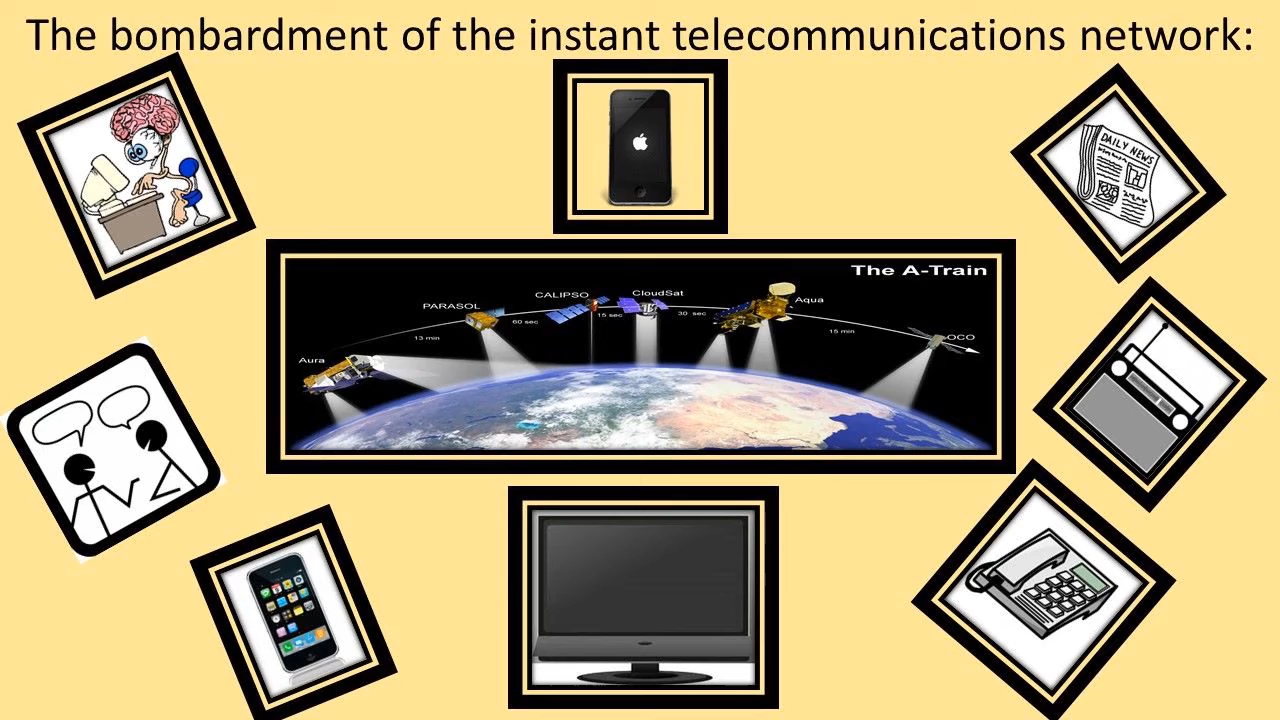 The bombardment of the instant telecommunications network:
DAILY NEWS
The A-Train
CALIPSO
CloudSat
PARASOL
Aqua
60 sec
15 sec
30 sec
13 min
15 min
OCO
Aura